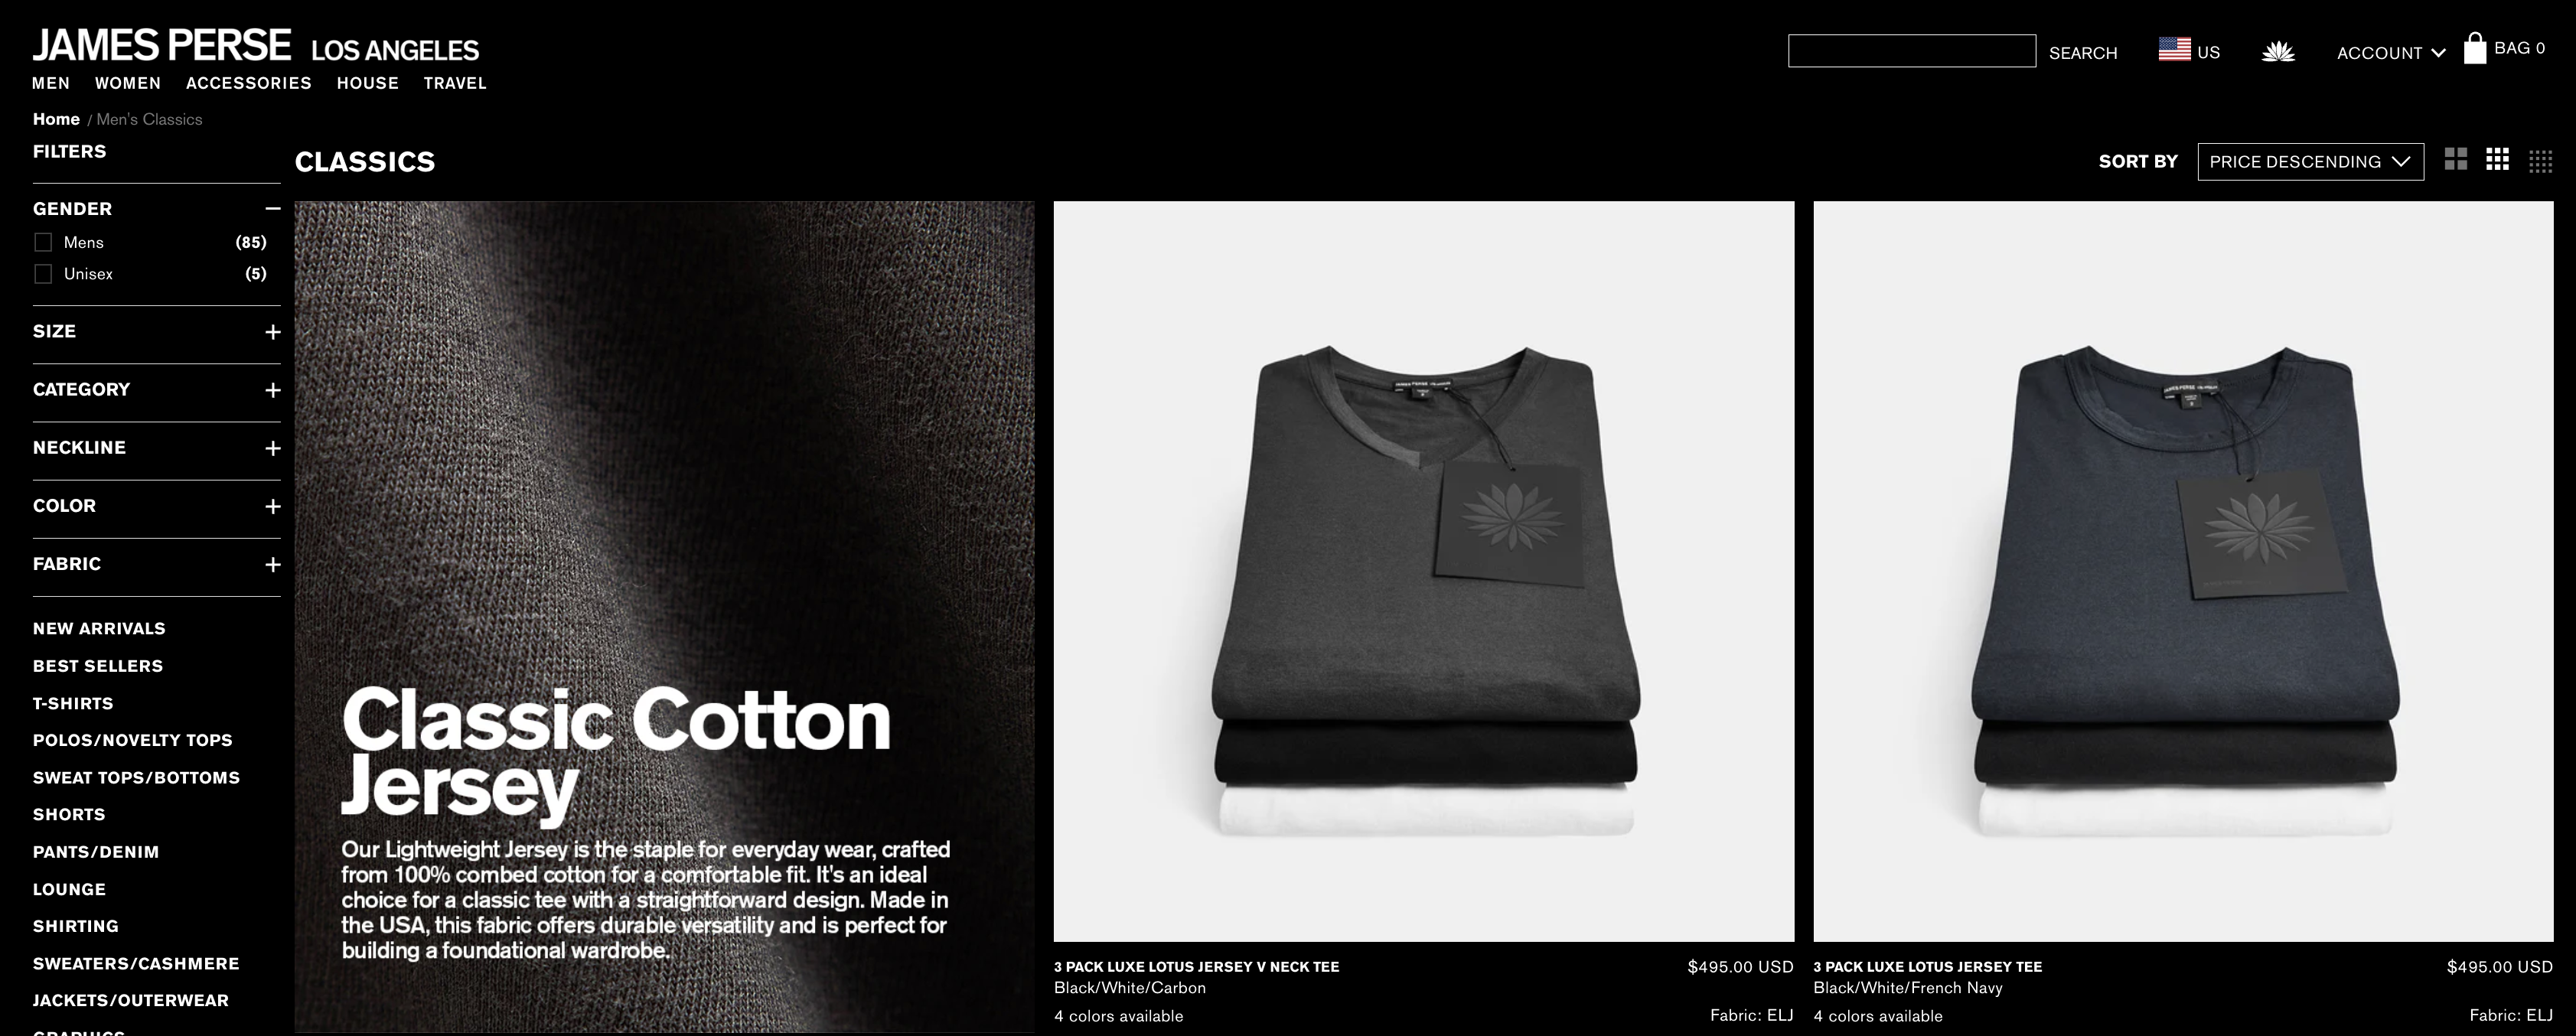 JAMES PERSE LOS ANGELES
SEARCH
US
ACCOUNT
BAG 0
MEN WOMEN ACCESSORIES HOUSE TRAVEL
Home / Men's Classics
FILTERS
CLASSICS
SORT BY PRICE DESCENDING
GENDER
Mens (85)
Unisex (5)
SIZE
CATEGORY
NECKLINE
COLOR
FABRIC
NEW ARRIVALS
BEST SELLERS
T-SHIRTS
POLOS/NOVELTY TOPS
SWEAT TOPS/BOTTOMS
SHORTS
PANTS/DENIM
LOUNGE
SHIRTING
SWEATERS/CASHMERE
JACKETS/OUTERWEAR
GRAPHICS
Classic Cotton
Jersey
Our Lightweight Jersey is the staple for everyday wear, crafted
from 100% combed cotton for a comfortable fit. It's an ideal
choice for a classic tee with a straightforward design. Made in
the USA, this fabric offers durable versatility and is perfect for
building a foundational wardrobe.
JAMES PERSE
3 PACK LUXE LOTUS JERSEY V NECK TEE $495.00 USD
Black/White/Carbon
4 colors available Fabric: ELJ
JAMES PERSE
3 PACK LUXE LOTUS JERSEY TEE $495.00 USD
Black/White/French Navy
4 colors available Fabric: ELJ